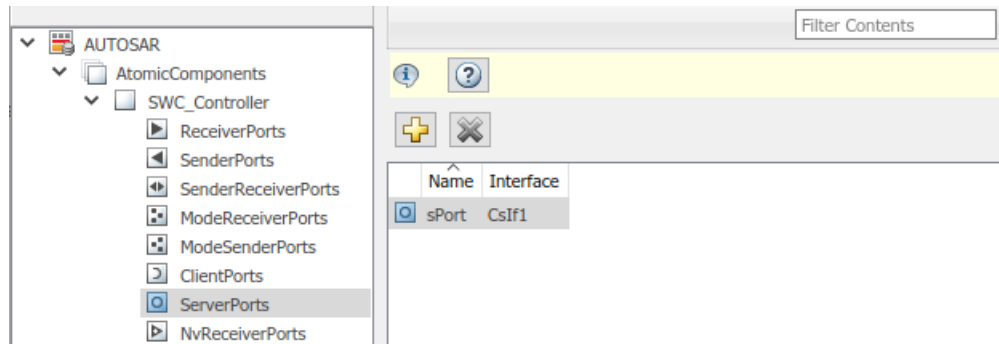 Filter Contents
AUTOSAR
AtomicComponents
SWC_Controller
ReceiverPorts
SenderPorts
SenderReceiverPorts
ModeReceiverPorts
ModeSenderPorts
ClientPorts
ServerPorts
NvReceiverPorts
Name Interface
sPort CsIf1